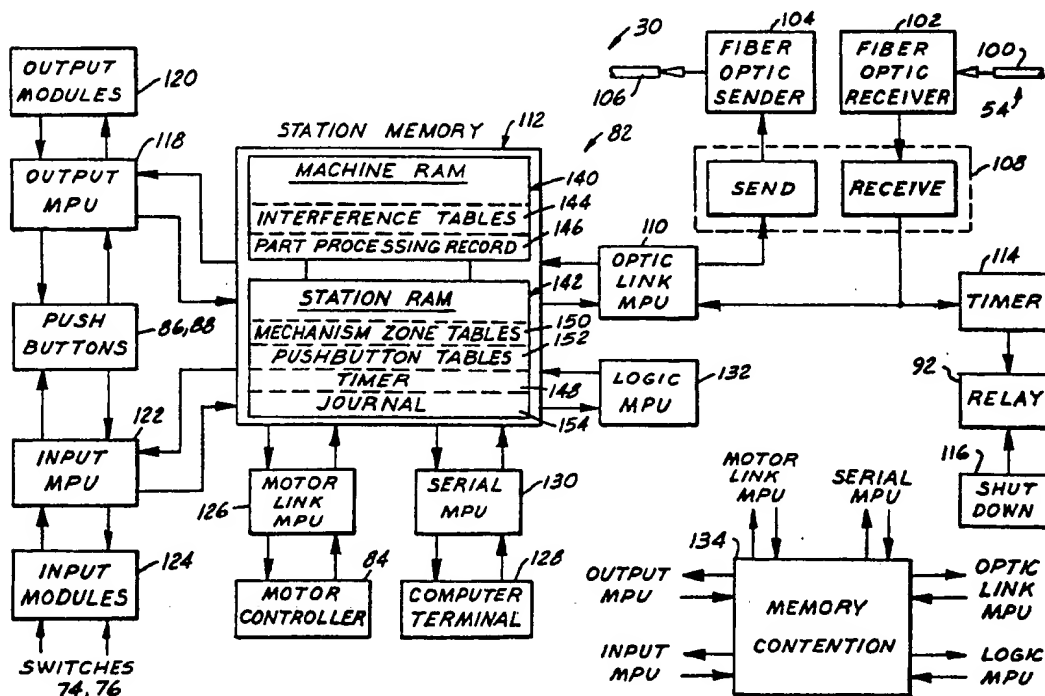 OUTPUT
MODULES
120
118
OUTPUT
MPU
PUSH
BUTTONS
86,88
122
INPUT
MPU
INPUT
MODULES
124
SWITCHES
74, 76
STATION MEMORY
112
82
MACHINE RAM
140
INTERFERENCE TABLES
144
PART PROCESSING RECORD
146
STATION RAM
142
MECHANISM ZONE TABLES
150
PUSHBUTTON TABLES
152
TIMER
148
JOURNAL
154
MOTOR
LINK
MPU
126
SERIAL
MPU
130
84
MOTOR
CONTROLLER
128
COMPUTER
TERMINAL
30
106
104
FIBER
OPTIC
SENDER
102
FIBER
OPTIC
RECEIVER
100
54
SEND
RECEIVE
108
110
OPTIC
LINK
MPU
LOGIC
MPU
132
114
TIMER
92
RELAY
116
SHUT
DOWN
MOTOR
LINK
MPU
SERIAL
MPU
134
MEMORY
CONTENTION
OUTPUT
MPU
INPUT
MPU
OPTIC
LINK
MPU
LOGIC
MPU